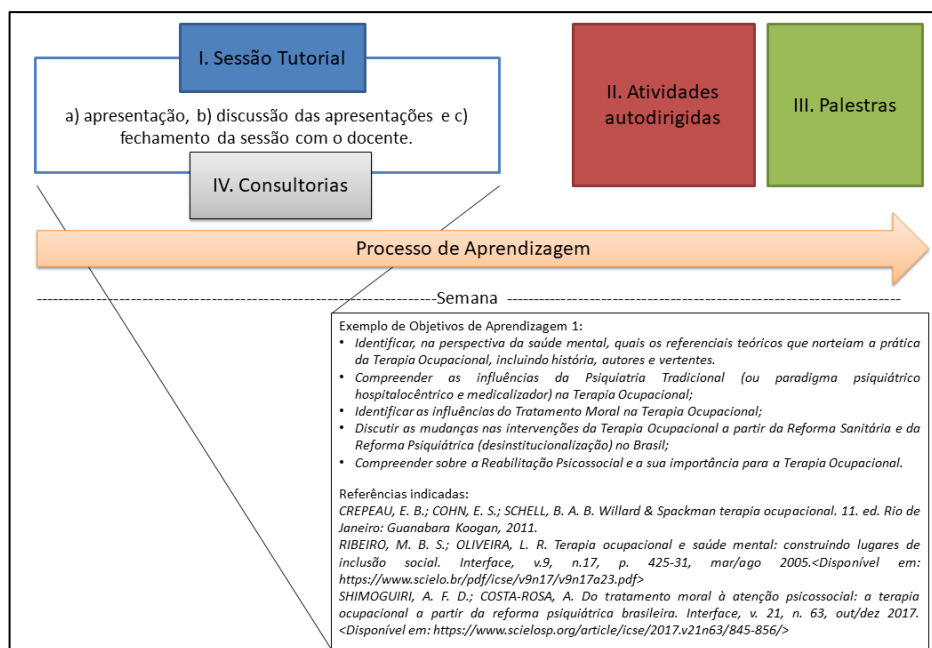 I. Sessão Tutorial
a) apresentação, b) discussão das apresentações e c)
fechamento da sessão com o docente.
IV. Consultorias
II. Atividades
autodirigidas
III. Palestras
Processo de Aprendizagem
Semana
Exemplo de Objetivos de Aprendizagem 1:
• Identificar, na perspectiva da saúde mental, quais os referenciais teóricos que norteiam a prática
da Terapia Ocupacional, incluindo história, autores e vertentes.
• Compreender as influências da Psiquiatria Tradicional (ou paradigma psiquiátrico
hospitalocêntrico e medicalizador) na Terapia Ocupacional;
• Identificar as influências do Tratamento Moral na Terapia Ocupacional;
• Discutir as mudanças nas intervenções da Terapia Ocupacional a partir da Reforma Sanitária e da
Reforma Psiquiátrica (desinstitucionalização) no Brasil;
• Compreender sobre a Reabilitação Psicossocial e a sua importância para a Terapia Ocupacional.
Referências indicadas:
CREPEAU, E. B.; COHN, E. S.; SCHELL, B. A. B. Willard & Spackman terapia ocupacional. 11. ed. Rio de
Janeiro: Guanabara Koogan, 2011.
RIBEIRO, M. B. S.; OLIVEIRA, L. R. Terapia ocupacional e saúde mental: construindo lugares de
inclusão social. Interface, v.9, n.17, p. 425-31, mar/ago 2005.<Disponível em:
https://www.scielo.br/pdf/icse/v9n17/v9n17a23.pdf>
SHIMOGUIRI, A. F. D.; COSTA-ROSA, A. Do tratamento moral à atenção psicossocial: a terapia
ocupacional a partir da reforma psiquiátrica brasileira. Interface, v. 21, n. 63, out/dez 2017.
<Disponível em: https://www.scielosp.org/article/icse/2017.v21n63/845-856/>